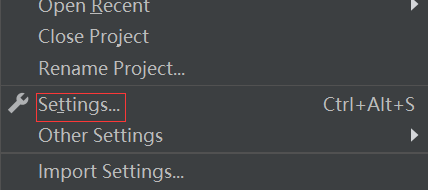 Open Recent
Close Project
Rename Project...
Settings... Ctrl+Alt+S
Other Settings
Import Settings...